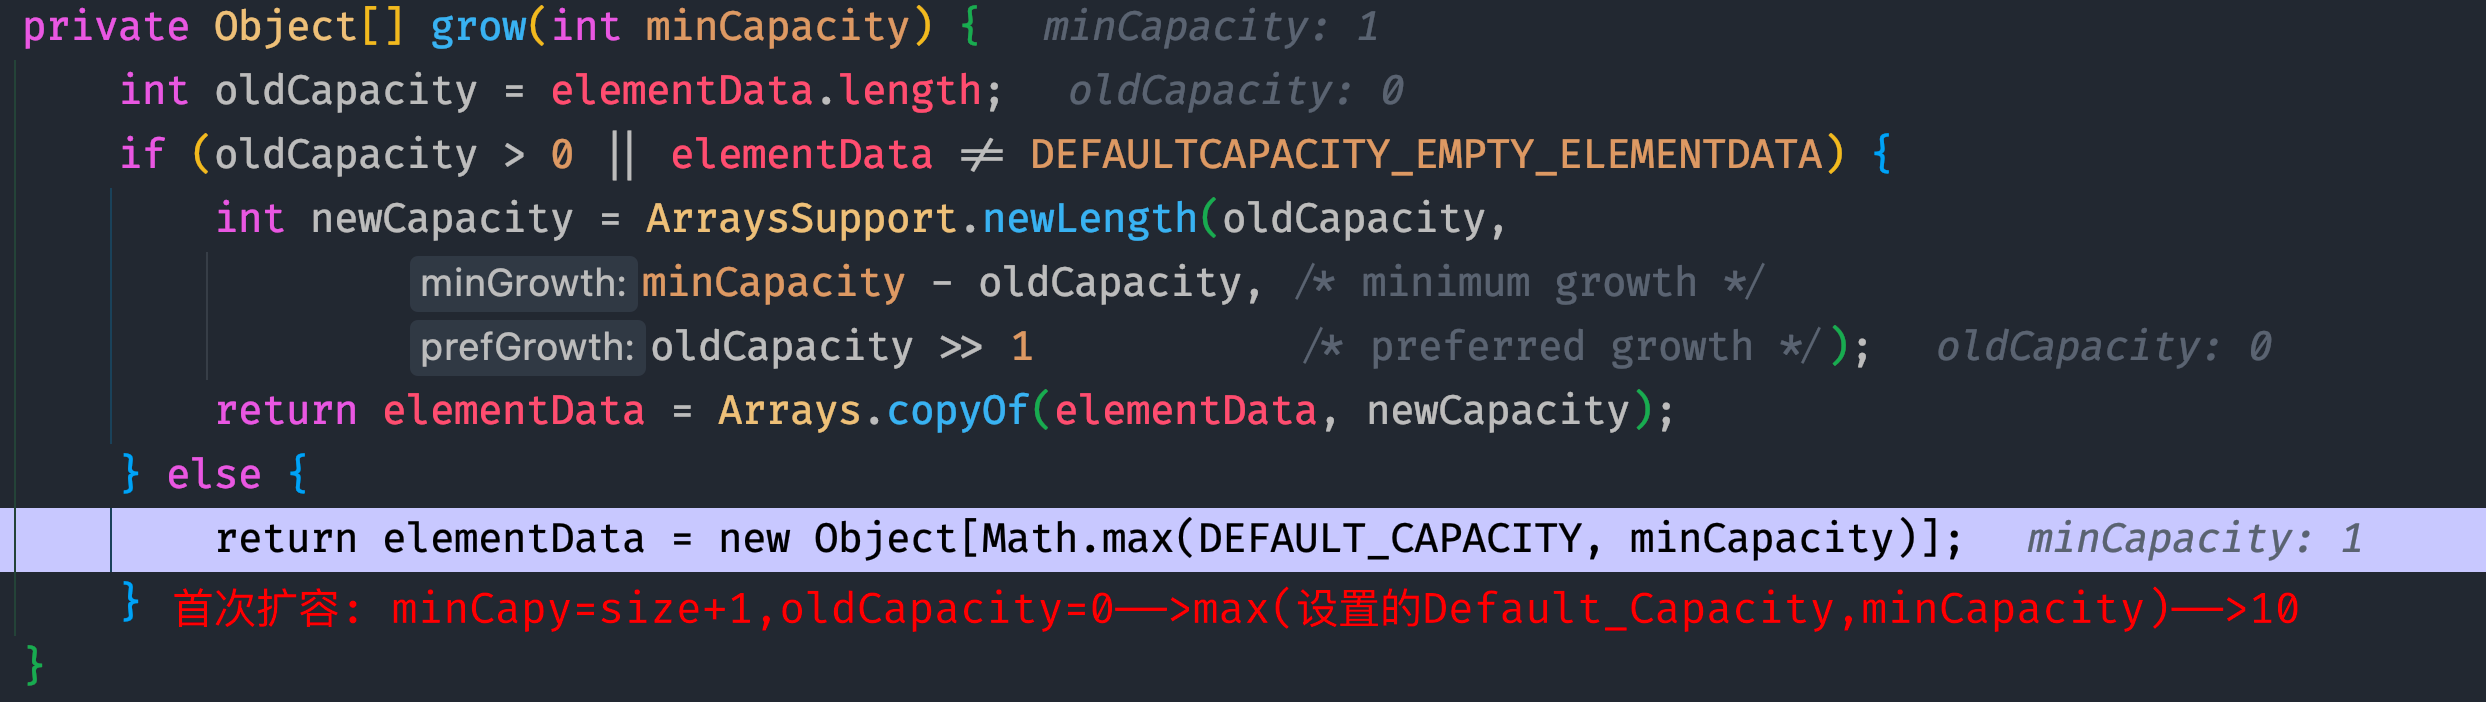 private Object[] grow(int minCapacity) {   minCapacity: 1
int oldCapacity = elementData.length;   oldCapacity: 0
if (oldCapacity > 0 || elementData != DEFAULTCAPACITY_EMPTY_ELEMENTDATA) {
int newCapacity = ArraysSupport.newLength(oldCapacity,
minGrowth: minCapacity - oldCapacity, /* minimum growth */
prefGrowth: oldCapacity >> 1           /* preferred growth */);   oldCapacity: 0
return elementData = Arrays.copyOf(elementData, newCapacity);
} else {
return elementData = new Object[Math.max(DEFAULT_CAPACITY, minCapacity)];   minCapacity: 1
} 首次扩容: minCapy=size+1,oldCapacity=0——>max(设置的Default_Capacity,minCapacity)——>10
}